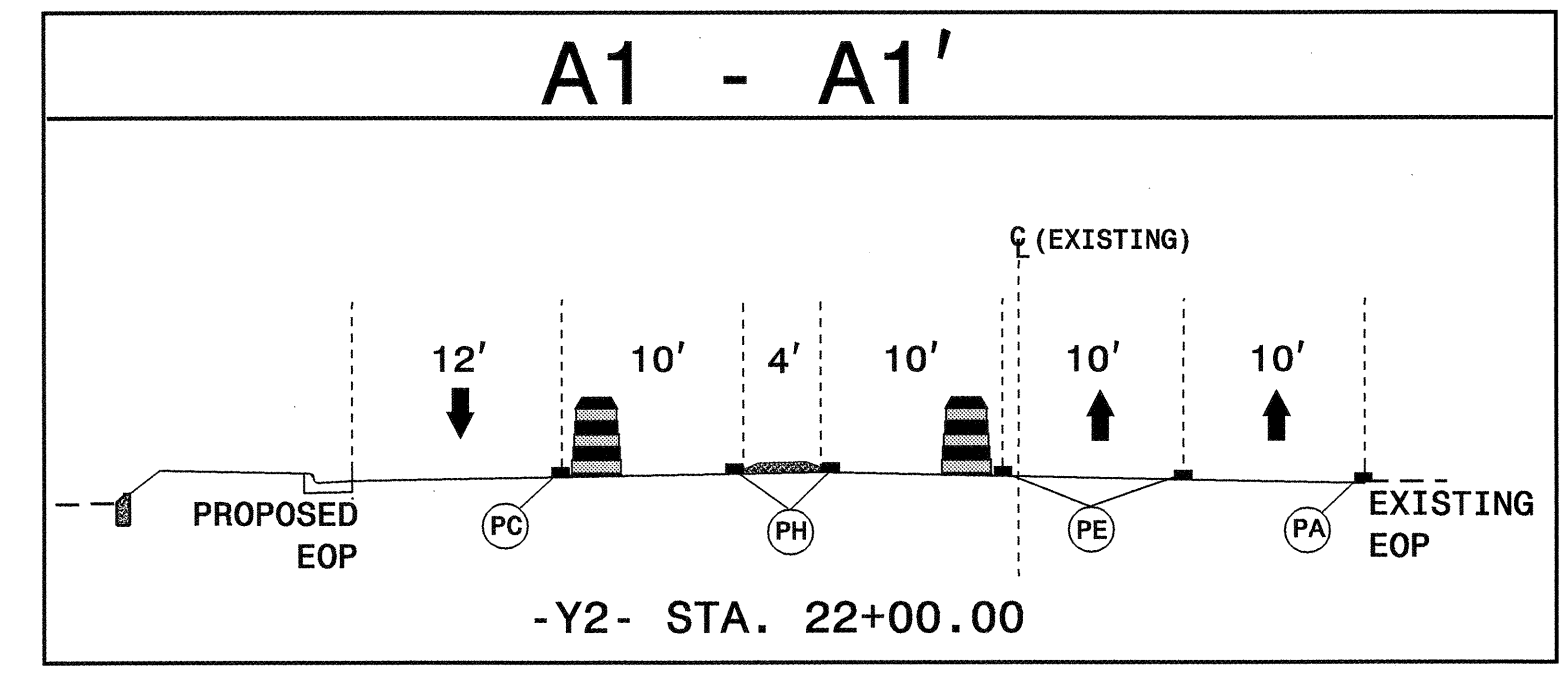 A1 - A1'
℄ (EXISTING)
12' 10' 4' 10' 10' 10'
PROPOSED
EOP
PC
PH
PE
PA
EXISTING
EOP
-Y2- STA. 22+00.00